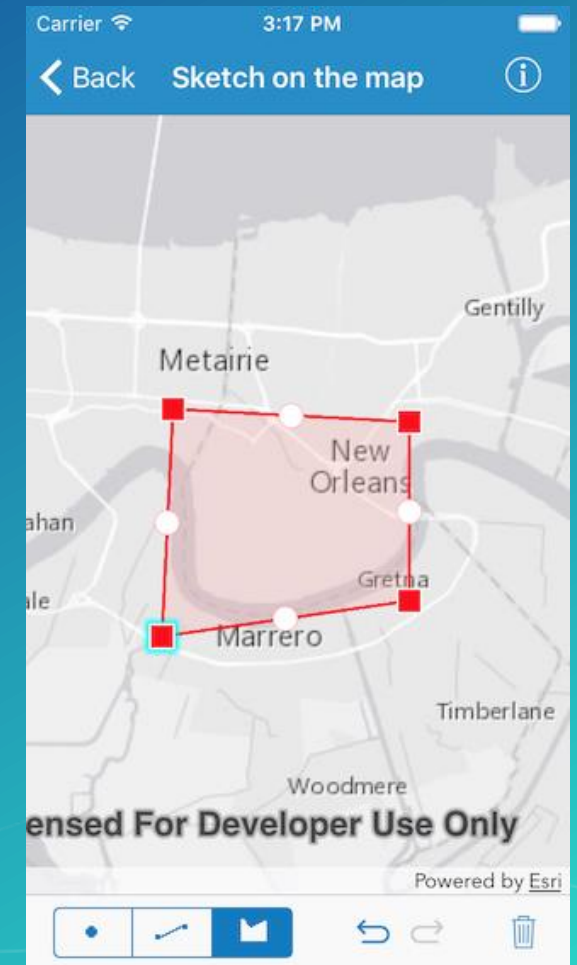 Carrier 3:17 PM
Back Sketch on the map
Gentilly
Metairie
New
Orleans
ahan
Gretna
ale
Marrero
Timberlane
Woodmere
ensed For Developer Use Only
Powered by Esri